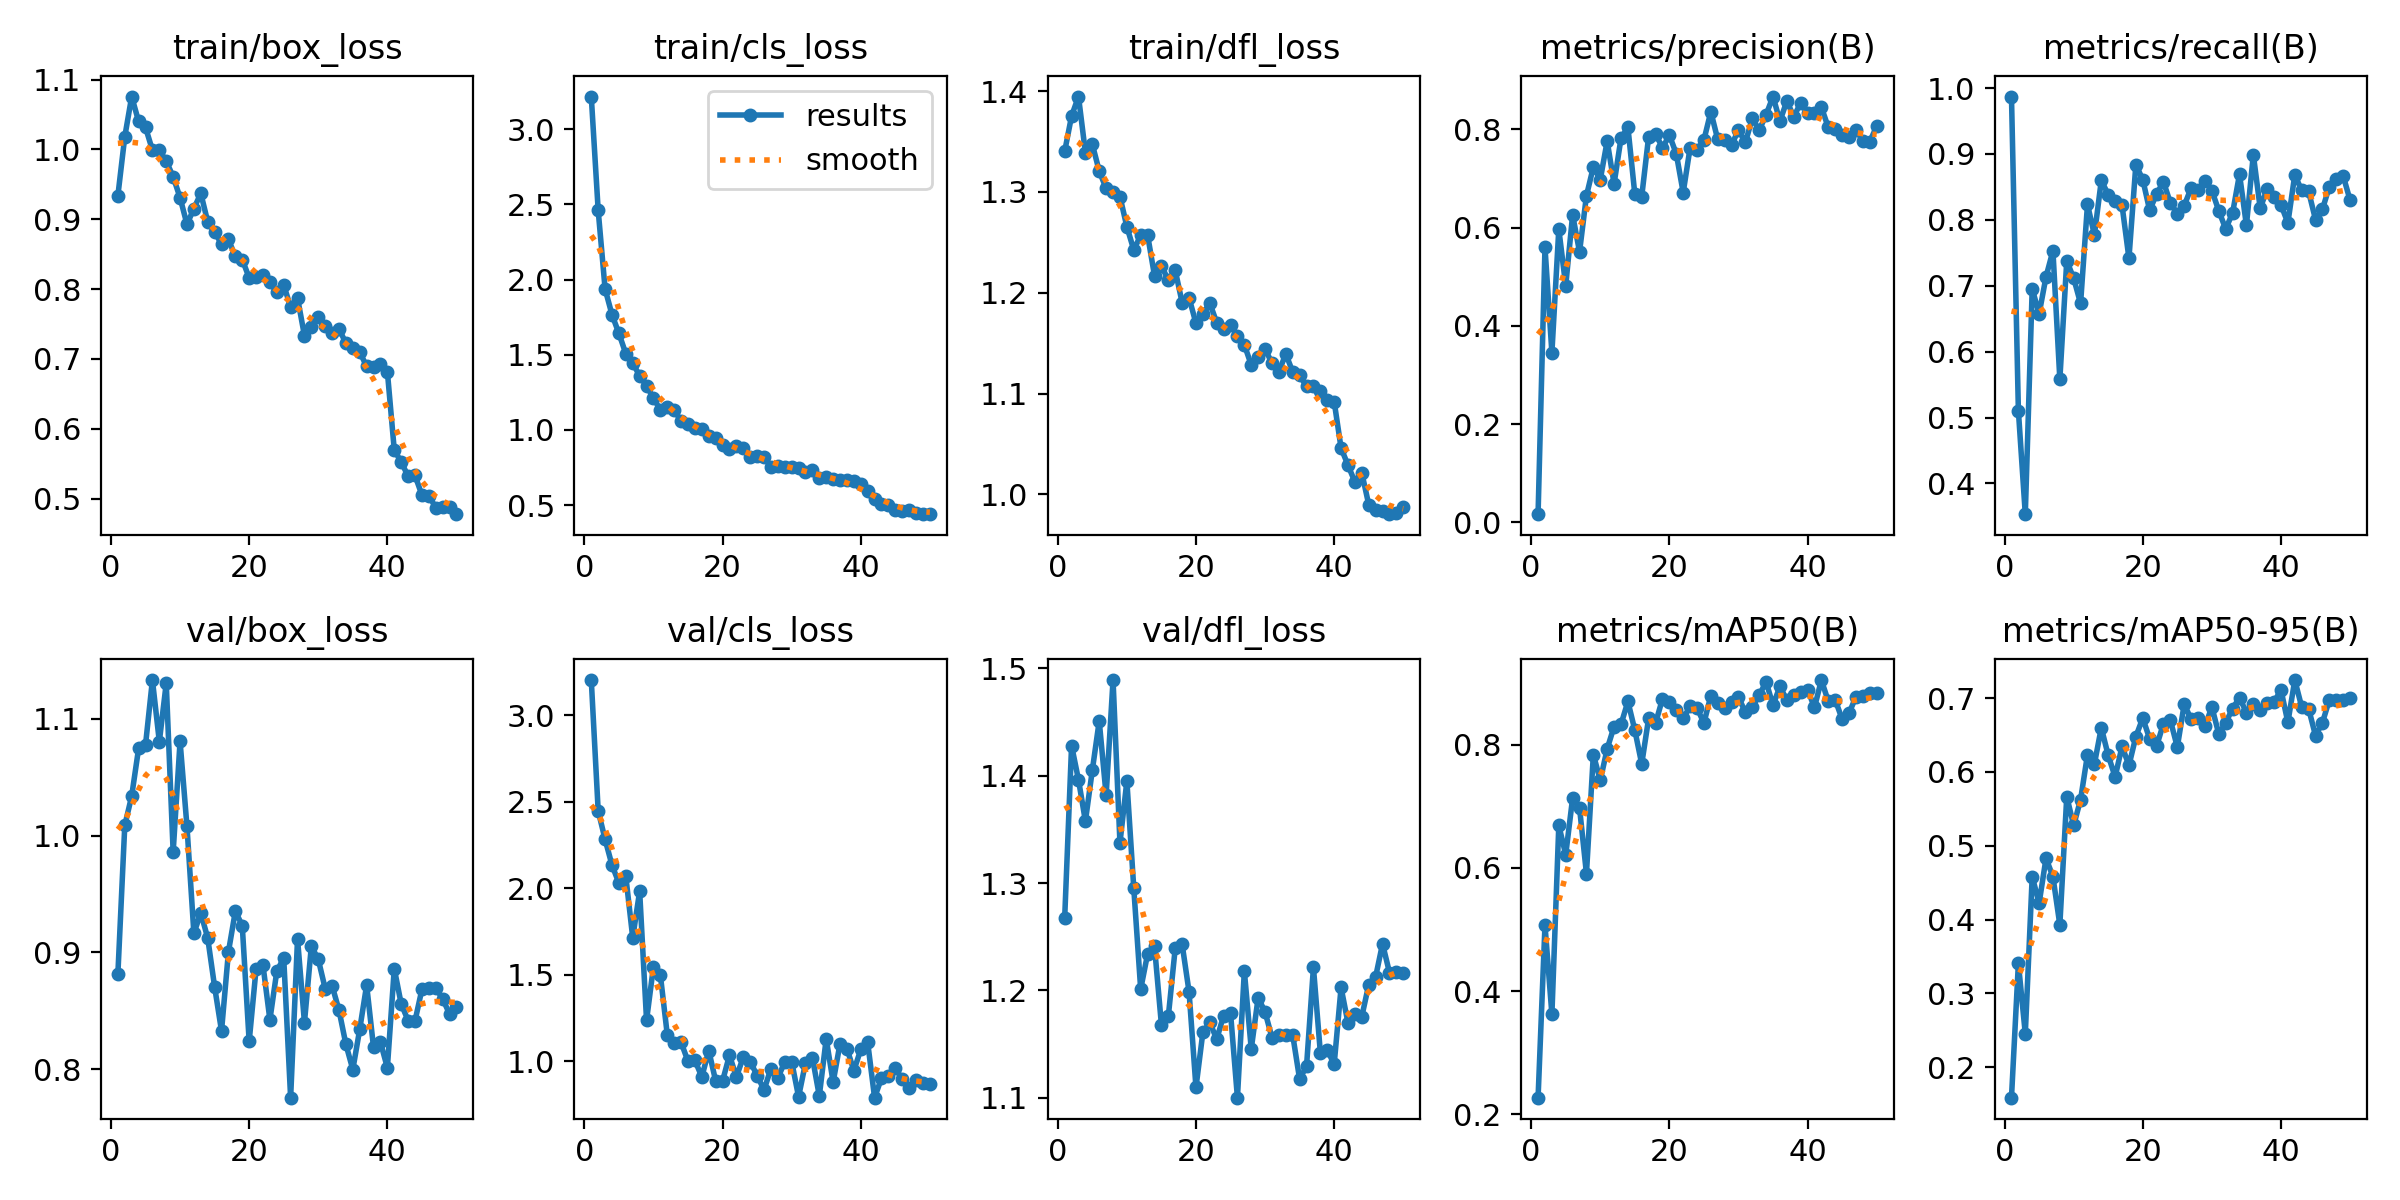 train/box_loss
1.1
1.0
0.9
0.8
0.7
0.6
0.5
0 20 40
train/cls_loss
results
smooth
3.0
2.5
2.0
1.5
1.0
0.5
0 20 40
train/dfl_loss
1.4
1.3
1.2
1.1
1.0
0 20 40
metrics/precision(B)
0.8
0.6
0.4
0.2
0.0
0 20 40
metrics/recall(B)
1.0
0.9
0.8
0.7
0.6
0.5
0.4
0 20 40
val/box_loss
1.1
1.0
0.9
0.8
0 20 40
val/cls_loss
3.0
2.5
2.0
1.5
1.0
0 20 40
val/dfl_loss
1.5
1.4
1.3
1.2
1.1
0 20 40
metrics/mAP50(B)
0.8
0.6
0.4
0.2
0 20 40
metrics/mAP50-95(B)
0.7
0.6
0.5
0.4
0.3
0.2
0 20 40